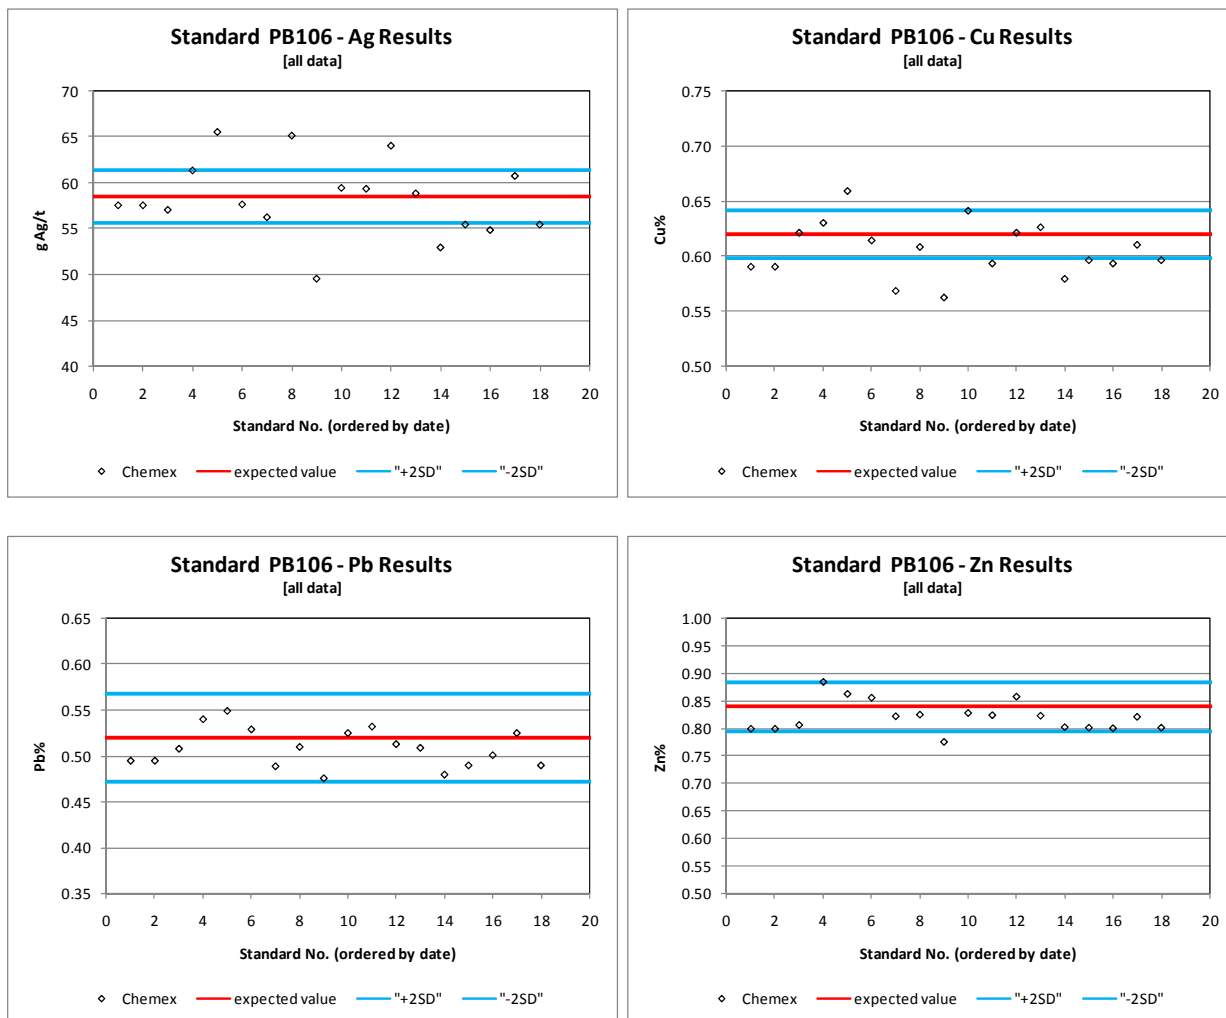 Standard PB106 - Ag Results
[all data]
70
65
60
55
50
45
40
g Ag/t
0 2 4 6 8 10 12 14 16 18 20
Standard No. (ordered by date)
Chemex expected value "+2SD" "-2SD"
Standard PB106 - Cu Results
[all data]
0.75
0.70
0.65
0.60
0.55
0.50
Cu%
0 2 4 6 8 10 12 14 16 18 20
Standard No. (ordered by date)
Chemex expected value "+2SD" "-2SD"
Standard PB106 - Pb Results
[all data]
0.65
0.60
0.55
0.50
0.45
0.40
0.35
Pb%
0 2 4 6 8 10 12 14 16 18 20
Standard No. (ordered by date)
Chemex expected value "+2SD" "-2SD"
Standard PB106 - Zn Results
[all data]
1.00
0.95
0.90
0.85
0.80
0.75
0.70
0.65
0.60
0.55
0.50
Zn%
0 2 4 6 8 10 12 14 16 18 20
Standard No. (ordered by date)
Chemex expected value "+2SD" "-2SD"